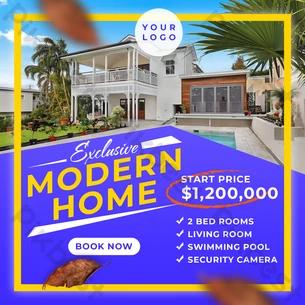 YOUR
LOGO
Exclusive
MODERN
HOME
START PRICE
$1,200,000
2 BED ROOMS
LIVING ROOM
SWIMMING POOL
SECURITY CAMERA
BOOK NOW